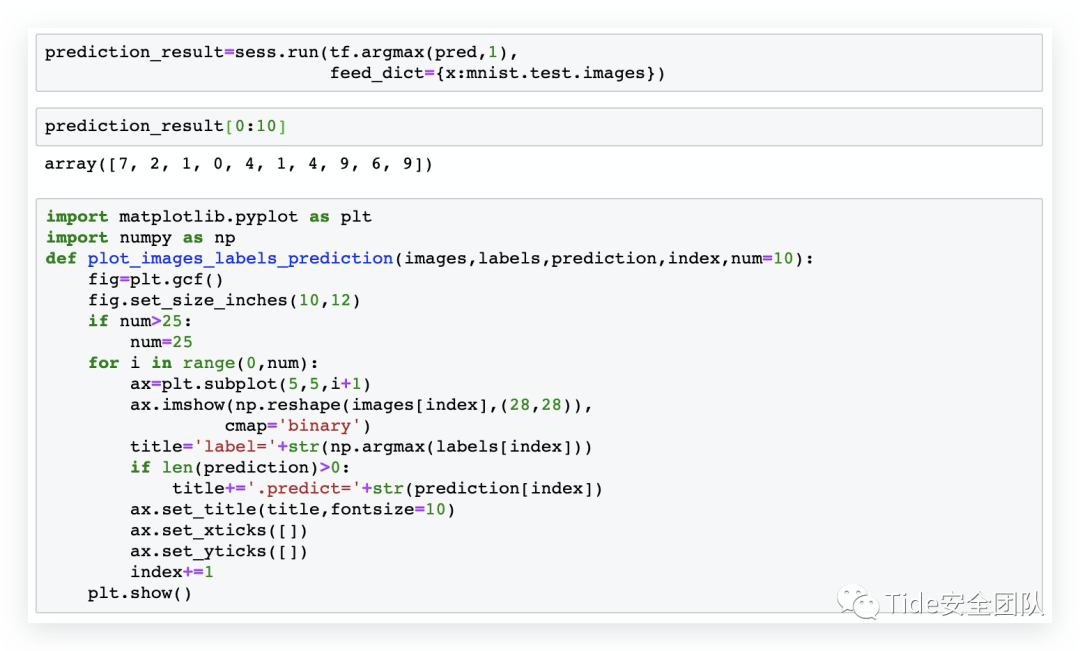 prediction_result=sess.run(tf.argmax(pred,1),
                           feed_dict={x:mnist.test.images})
prediction_result[0:10]
array([7, 2, 1, 0, 4, 1, 4, 9, 6, 9])
import matplotlib.pyplot as plt
import numpy as np
def plot_images_labels_prediction(images,labels,prediction,index,num=10):
    fig=plt.gcf()
    fig.set_size_inches(10,12)
    if num>25:
        num=25
    for i in range(0,num):
        ax=plt.subplot(5,5,i+1)
        ax.imshow(np.reshape(images[index],(28,28)),
                 cmap='binary')
        title='label='+str(np.argmax(labels[index]))
        if len(prediction)>0:
            title+='.predict='+str(prediction[index])
        ax.set_title(title,fontsize=10)
        ax.set_xticks([])
        ax.set_yticks([])
        index+=1
    plt.show()
Tide安全团队